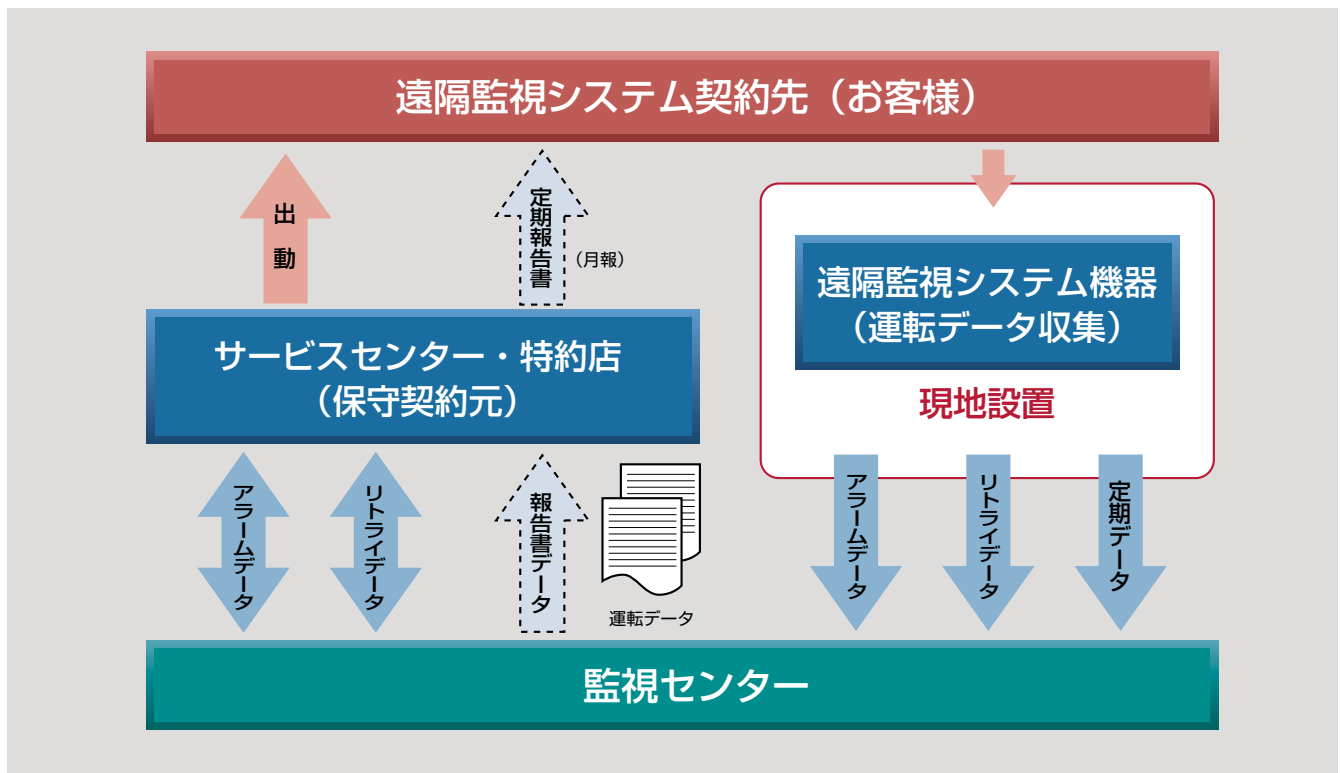 遠隔監視システム契約先（お客様）
出動
定期報告書
（月報）
遠隔監視システム機器
（運転データ収集）
現地設置
サービスセンター・特約店
（保守契約元）
アラームデータ
リトライデータ
報告書データ
運転データ
アラームデータ
リトライデータ
定期データ
監視センター